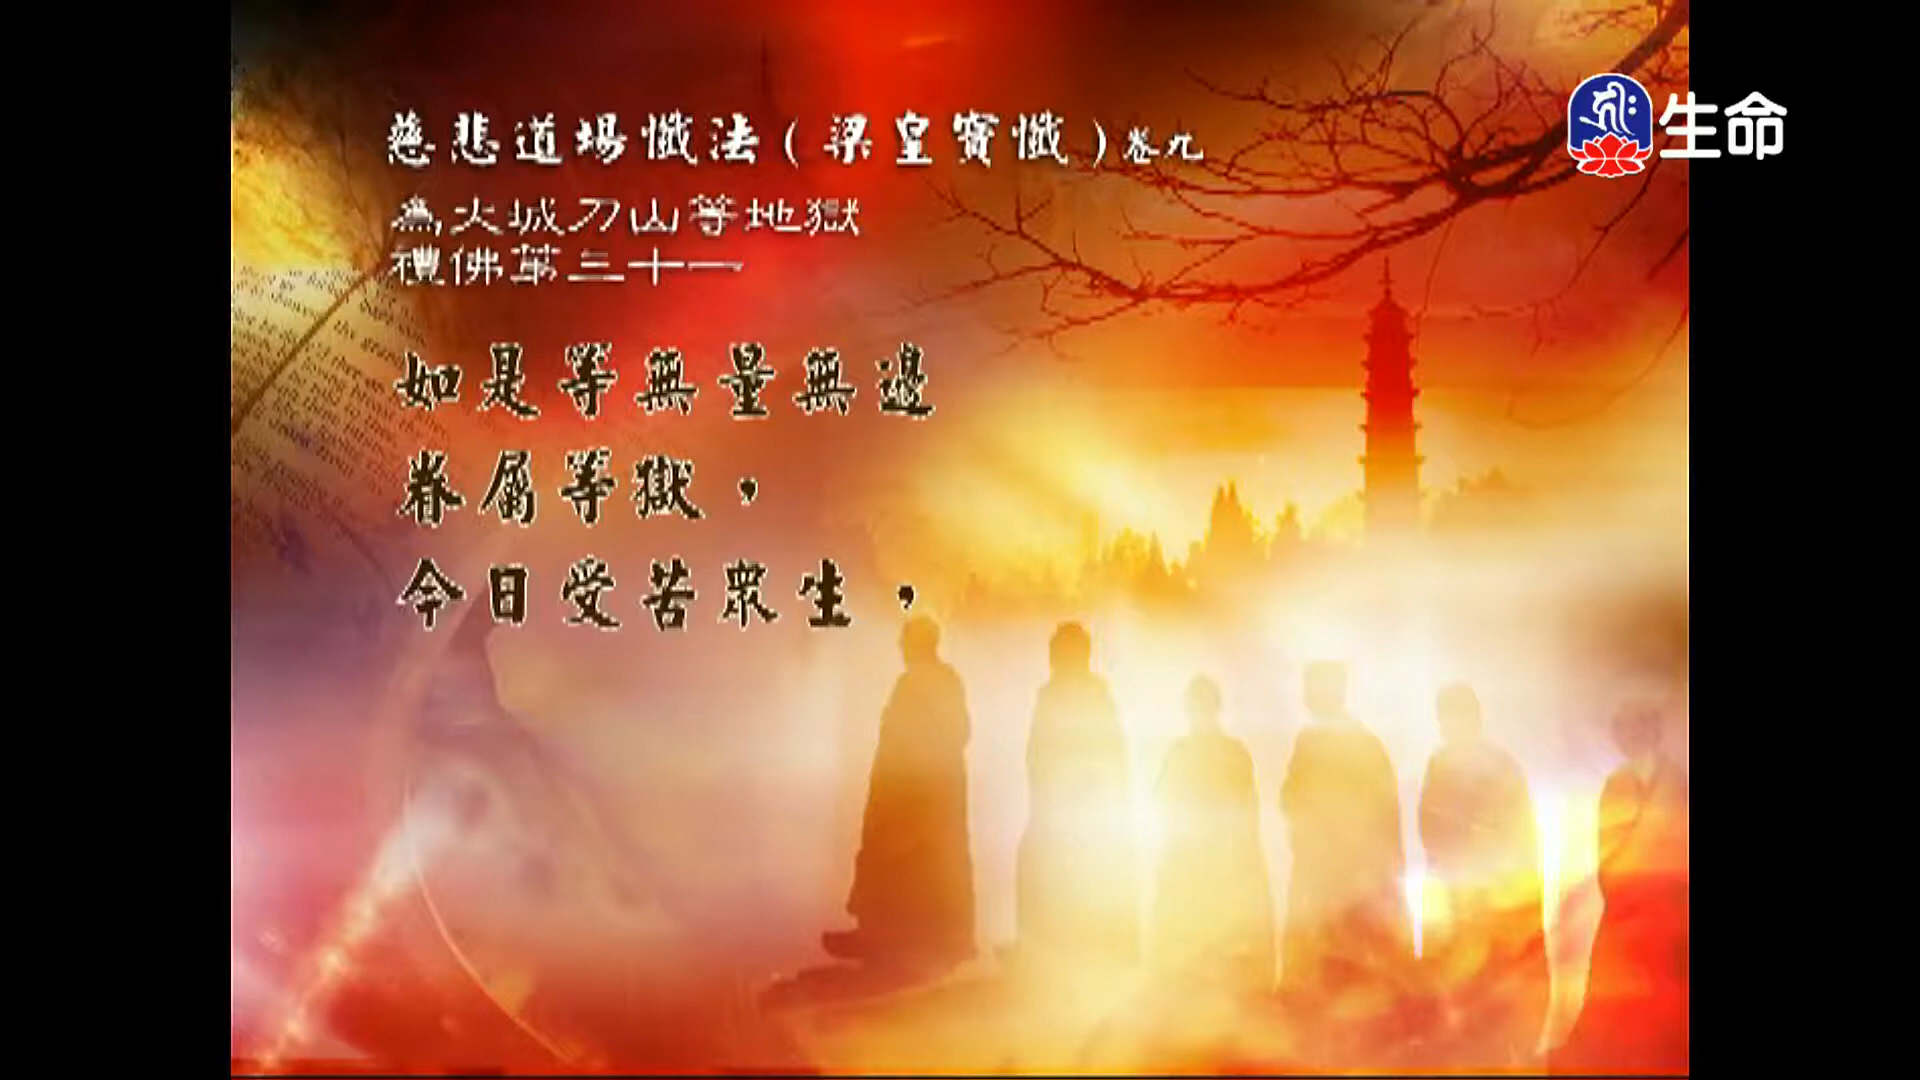 慈悲道場懺法(梁皇寶懺)卷九
生命
為火城刀山等地獄
禮佛第三十一
如是等無量無邊
眷屬等獄，
今日受苦眾生，